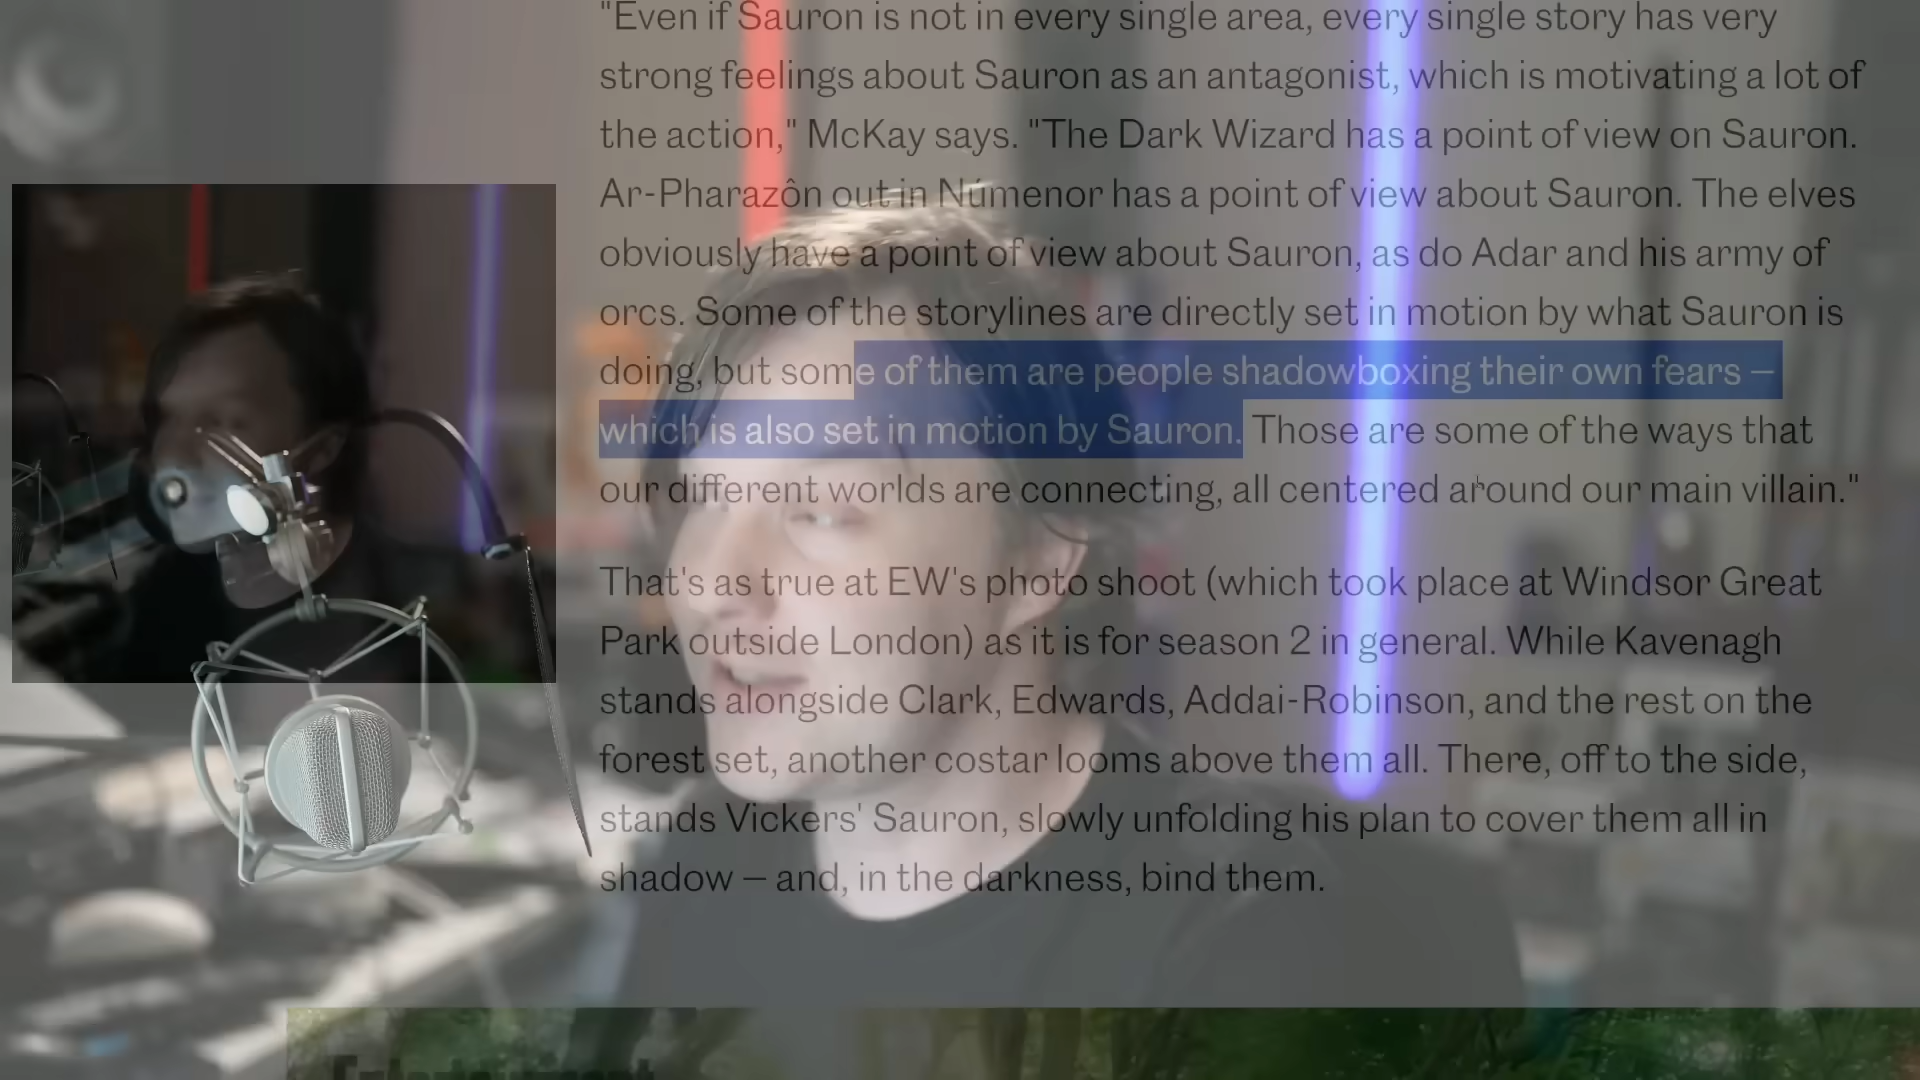 "Even if Sauron is not in every single area, every single story has very
strong feelings about Sauron as an antagonist, which is motivating a lot of
the action," McKay says. "The Dark Wizard has a point of view on Sauron.
Ar-Pharazôn out in Númenor has a point of view about Sauron. The elves
obviously have a point of view about Sauron, as do Adar and his army of
orcs. Some of the storylines are directly set in motion by what Sauron is
doing, but some of them are people shadowboxing their own fears —
which is also set in motion by Sauron. Those are some of the ways that
our different worlds are connecting, all centered around our main villain."
That's as true at EW's photo shoot (which took place at Windsor Great
Park outside London) as it is for season 2 in general. While Kavenagh
stands alongside Clark, Edwards, Addai-Robinson, and the rest on the
forest set, another costar looms above them all. There, off to the side,
stands Vickers' Sauron, slowly unfolding his plan to cover them all in
shadow — and, in the darkness, bind them.
Entertainment